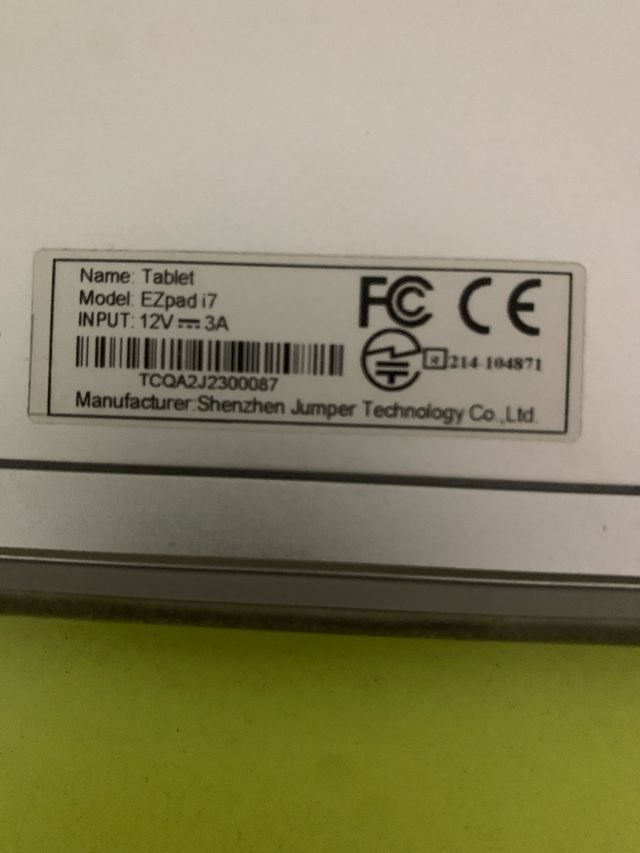 Name: Tablet
Model: EZpad i7
INPUT: 12V⎓3A
FC CE
R 214-104871
TCQA2J2300087
Manufacturer:Shenzhen Jumper Technology Co.,Ltd.